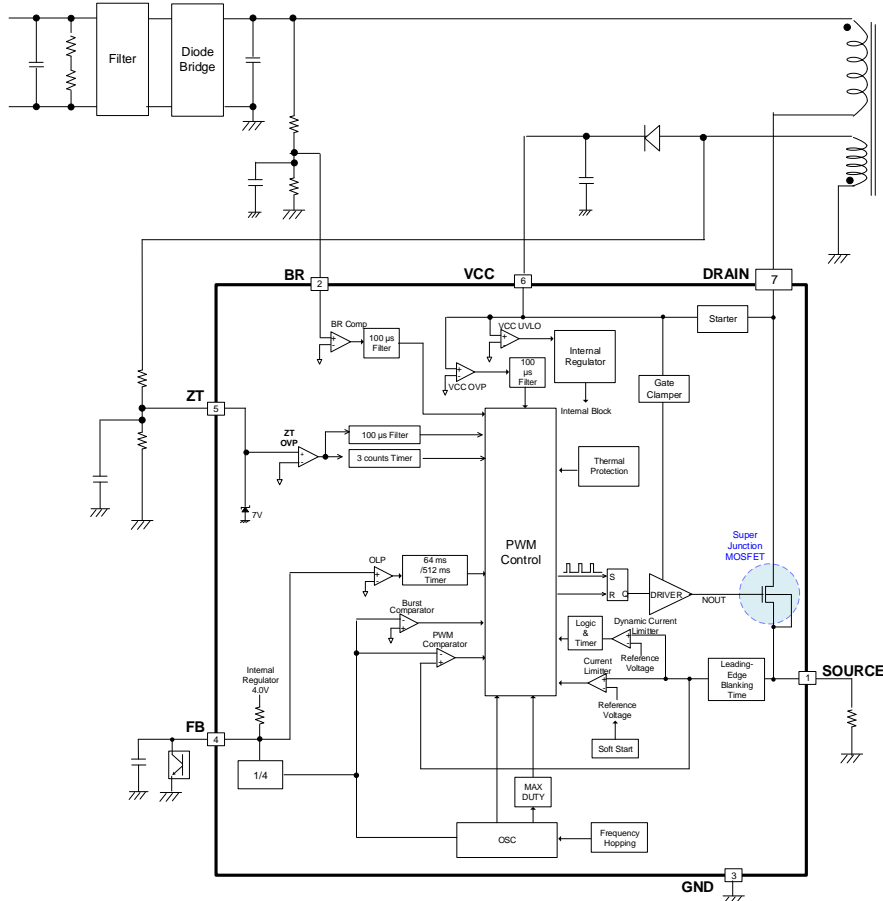 Filter
Diode
Bridge
BR
2
VCC
6
DRAIN
7
BR Comp
+
-
100 µs
Filter
VCC UVLO
+
-
Internal
Regulator
Starter
+
-
VCC OVP
100
µs
Filter
Internal Block
Gate
Clamper
ZT
5
ZT
OVP
+
-
100 µs Filter
3 counts Timer
7V
Thermal
Protection
PWM
Control
Super
Junction
MOSFET
OLP
+
-
64 ms
/512 ms
Timer
S
R
Q
DRIVER
NOUT
Burst
Comparator
-
+
PWM
Comparator
-
+
Logic
&
Timer
Dynamic Current
Limitter
+
-
Reference
Voltage
Current
Limitter
+
-
Reference
Voltage
Leading-
Edge
Blanking
Time
1
SOURCE
Internal
Regulator
4.0V
Soft Start
FB
4
1/4
MAX
DUTY
OSC
Frequency
Hopping
3
GND